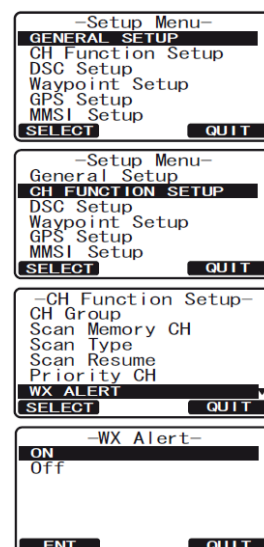 -Setup Menu-
GENERAL SETUP
CH Function Setup
DSC Setup
Waypoint Setup
GPS Setup
MMSI Setup
SELECT QUIT
-Setup Menu-
General Setup
CH FUNCTION SETUP
DSC Setup
Waypoint Setup
GPS Setup
MMSI Setup
SELECT QUIT
-CH Function Setup-
CH Group
Scan Memory CH
Scan Type
Scan Resume
Priority CH
WX ALERT
SELECT QUIT
-WX Alert-
ON
Off
ENT QUIT